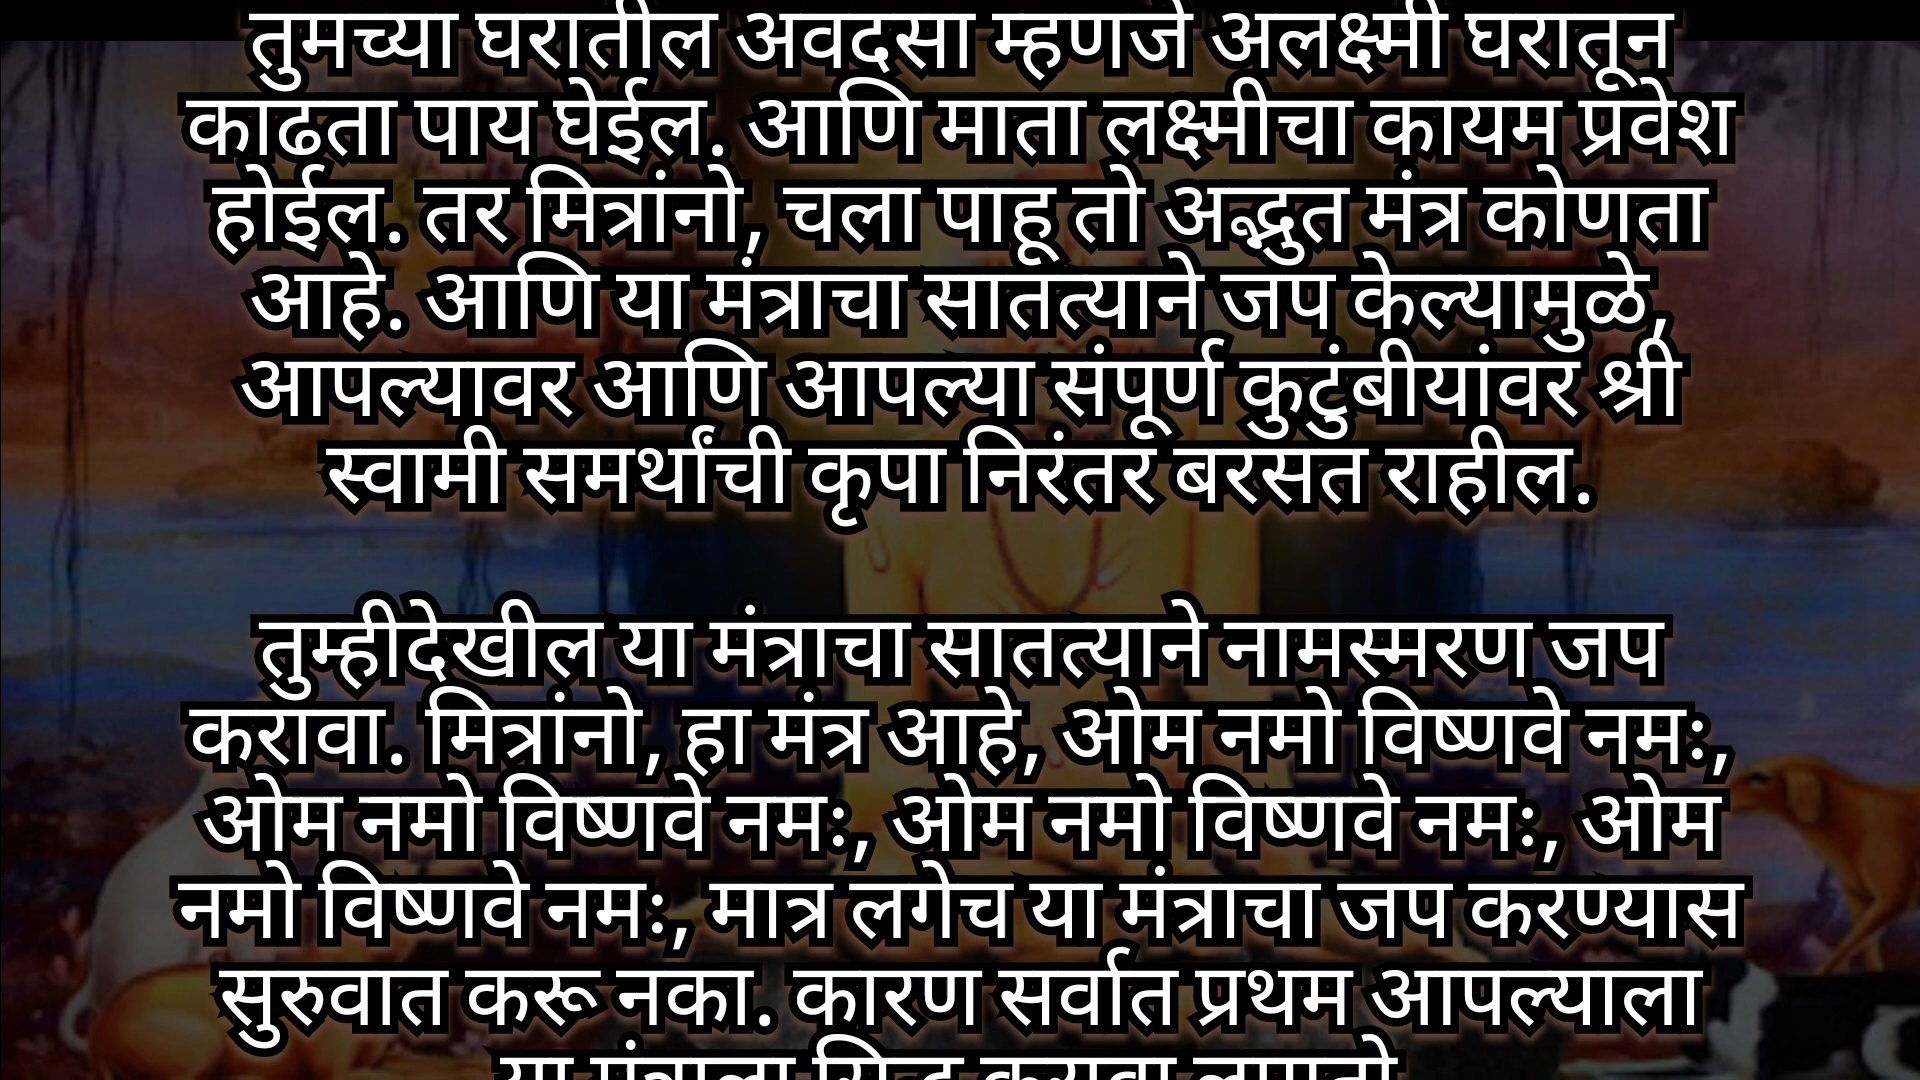 तुमच्या घरातील अवदसा म्हणजे अलक्ष्मी घरातून
काढता पाय घेईल. आणि माता लक्ष्मीचा कायम प्रवेश
होईल. तर मित्रांनो, चला पाहू तो अद्भुत मंत्र कोणता
आहे. आणि या मंत्राचा सातत्याने जप केल्यामुळे,
आपल्यावर आणि आपल्या संपूर्ण कुटुंबीयांवर श्री
स्वामी समर्थांची कृपा निरंतर बरसत राहील.
तुम्हीदेखील या मंत्राचा सातत्याने नामस्मरण जप
करावा. मित्रांनो, हा मंत्र आहे, ओम नमो विष्णवे नमः,
ओम नमो विष्णवे नमः, ओम नमो विष्णवे नमः, ओम
नमो विष्णवे नमः, मात्र लगेच या मंत्राचा जप करण्यास
सुरुवात करू नका. कारण सर्वात प्रथम आपल्याला
या मंत्राला सिद्ध करावा लागतो